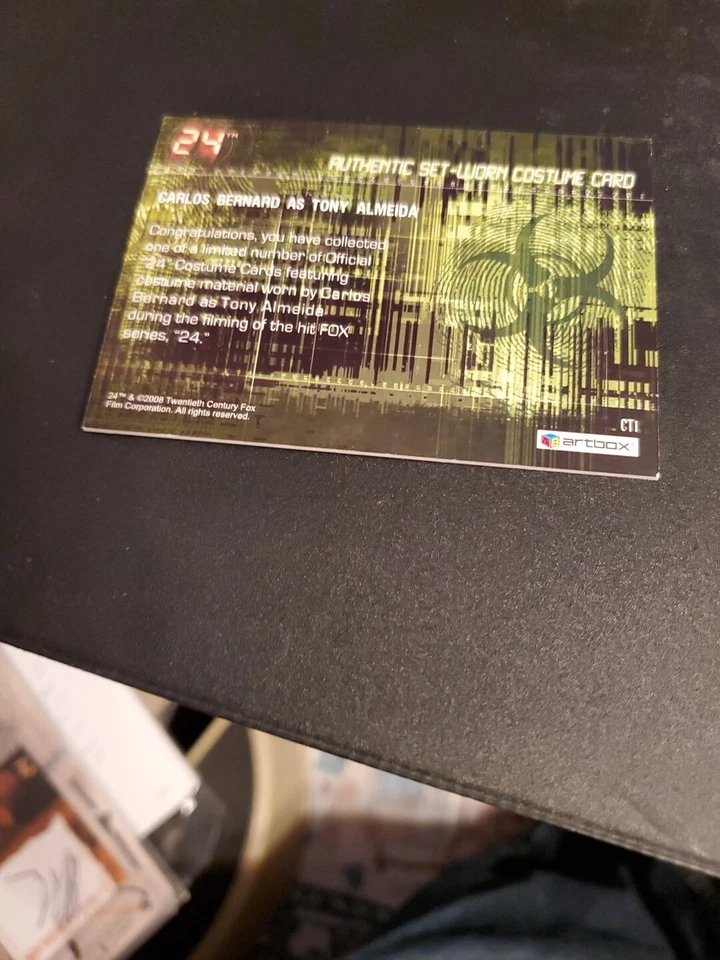 24™
AUTHENTIC SET-WORN COSTUME CARD
CARLOS BERNARD AS TONY ALMEIDA
Congratulations, you have collected
one of a limited number of Official
"24" Costume Cards featuring
costume material worn by Carlos
Bernard as Tony Almeida
during the filming of the hit FOX
series, "24."
24™ & ©2008 Twentieth Century Fox
Film Corporation. All rights reserved.
CT1
artbox